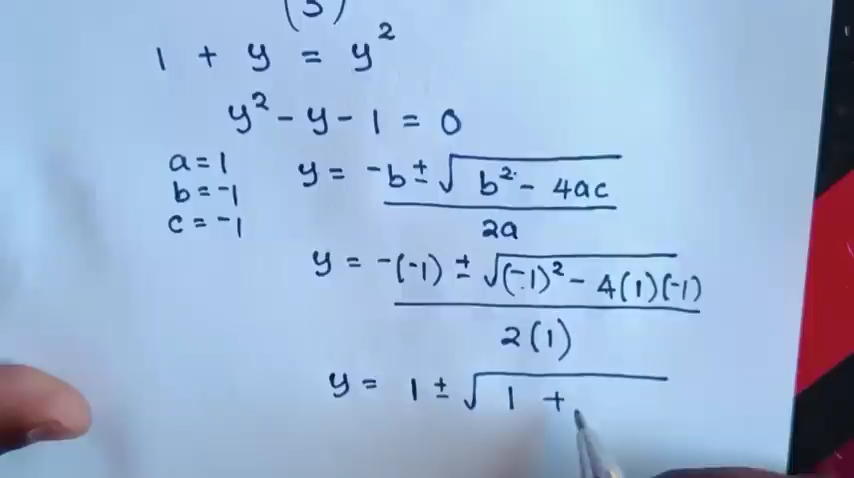 (3)
1 + y = y²
y² - y - 1 = 0
a = 1
b = -1
c = -1
y = -b ± √(b² - 4ac) / 2a
y = -(-1) ± √((-1)² - 4(1)(-1)) / 2(1)
y = 1 ± √(1 +